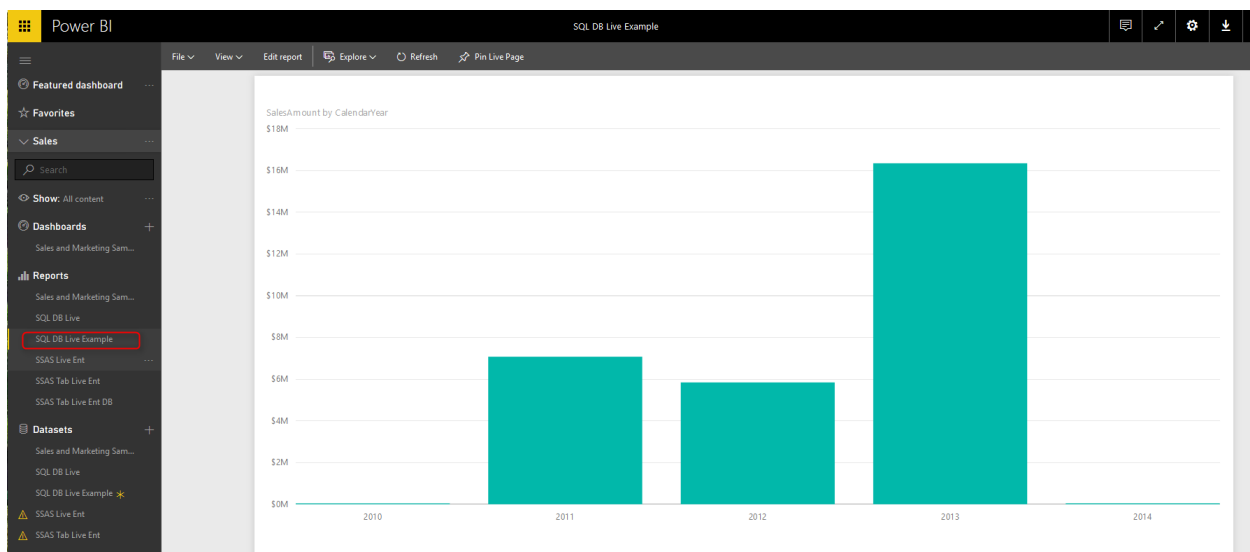 Power BI
SQL DB Live Example
File View Edit report Explore Refresh Pin Live Page
Featured dashboard
Favorites
Sales
Search
Show: All content
Dashboards
Sales and Marketing Sam...
Reports
Sales and Marketing Sam...
SQL DB Live
SQL DB Live Example
SSAS Live Ent
SSAS Tab Live Ent
SSAS Tab Live Ent DB
Datasets
Sales and Marketing Sam...
SQL DB Live
SQL DB Live Example
SSAS Live Ent
SSAS Tab Live Ent
SalesAmount by CalendarYear
$18M
$16M
$14M
$12M
$10M
$8M
$6M
$4M
$2M
$0M
2010 2011 2012 2013 2014